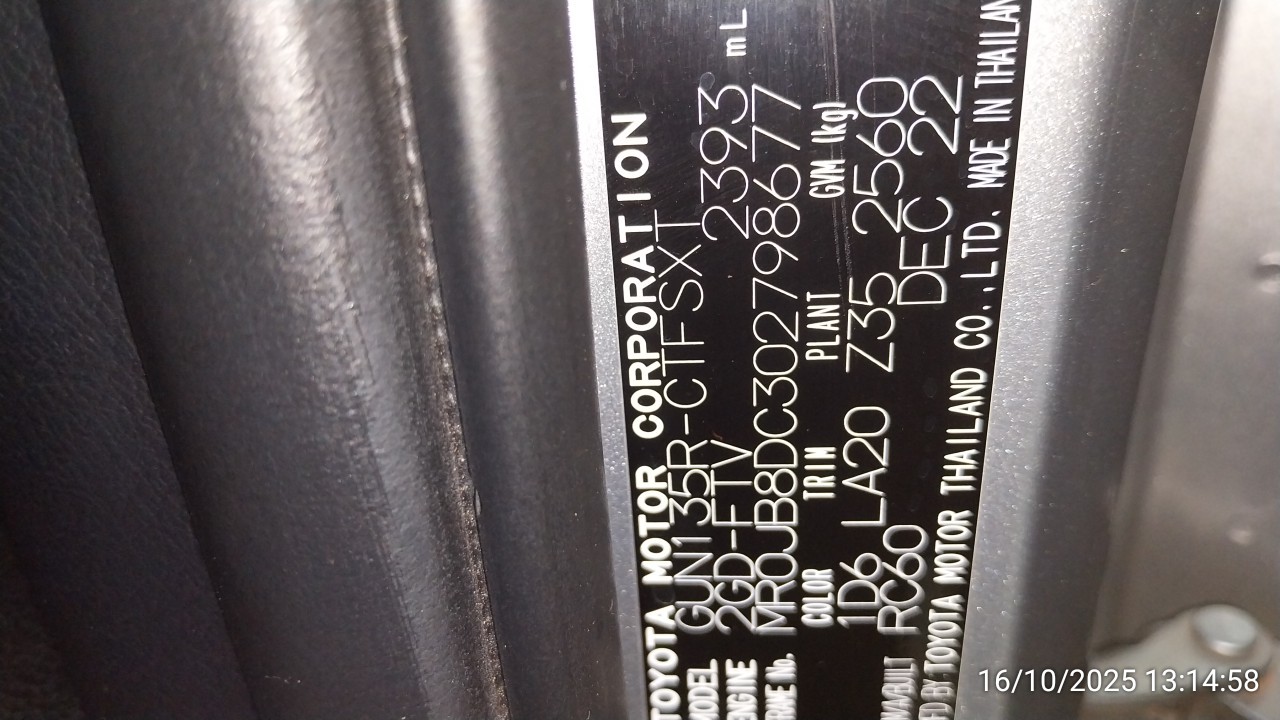 TOYOTA MOTOR CORPORATION
MODEL GUN135R-CTFSXT
ENGINE 2GD-FTV 2393 mL
FRAME No. MR0JB8DC302798677
COLOR TRIM PLANT GVM (kg)
1D6 LA20 Z35 2560
RC60 DEC 22
MFD BY TOYOTA MOTOR THAILAND CO.,LTD. MADE IN THAILAND
16/10/2025 13:14:58